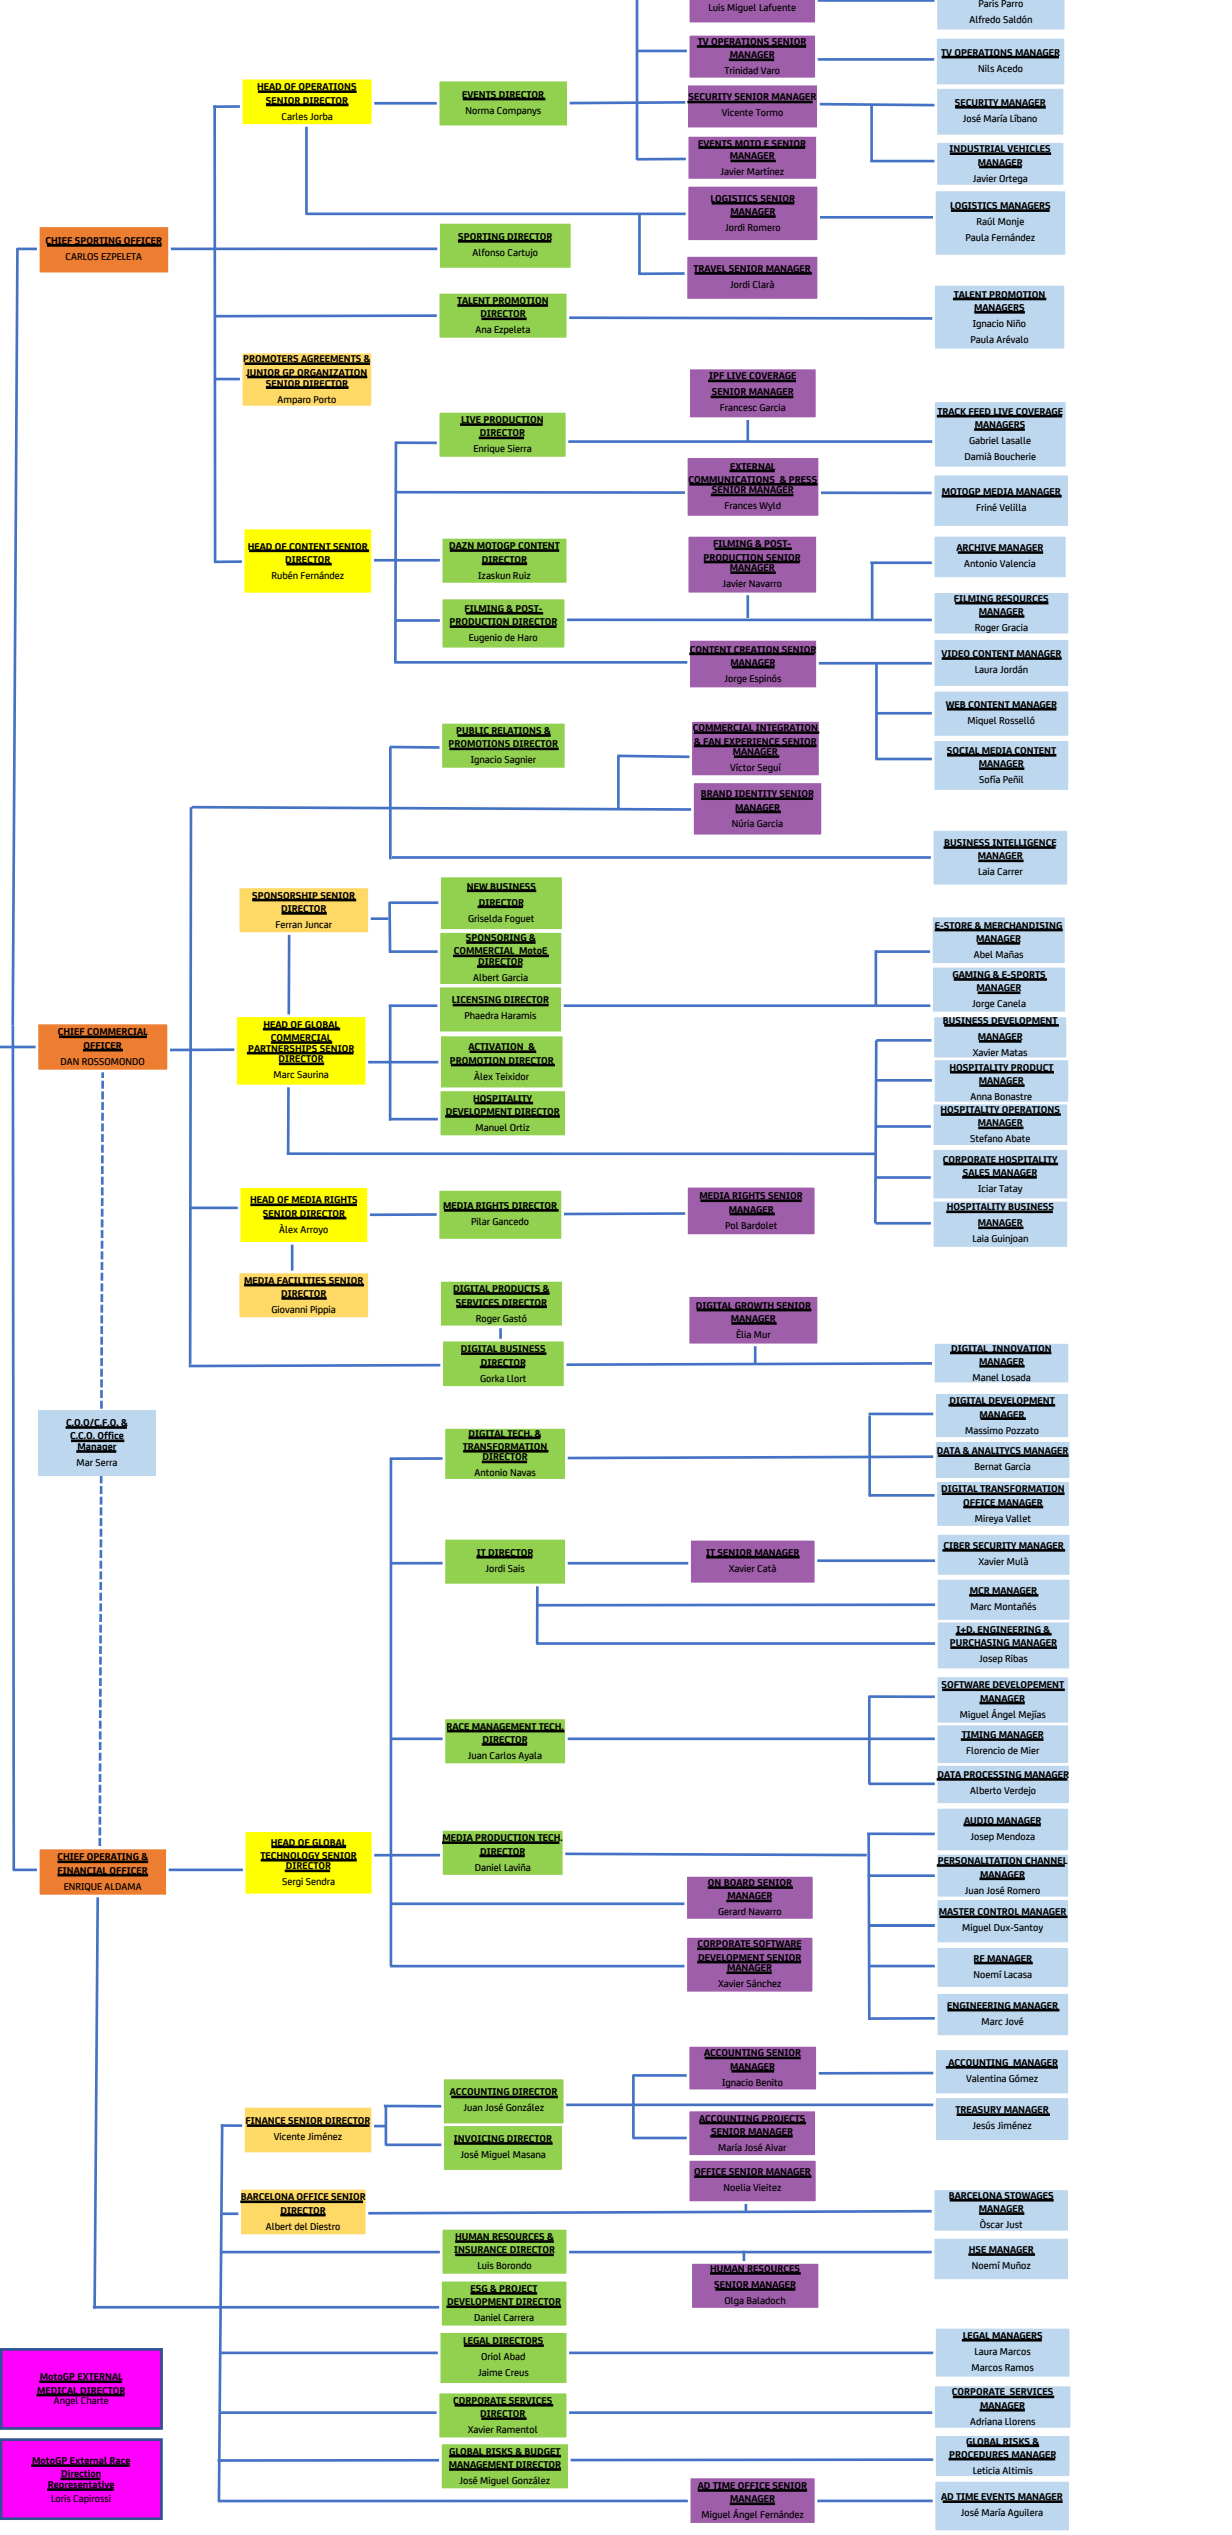 Luis Miguel Lafuente
Paris Parro
Alfredo Saldón
TV OPERATIONS SENIOR
MANAGER
Trinidad Varo
TV OPERATIONS MANAGER
Nils Acedo
HEAD OF OPERATIONS
SENIOR DIRECTOR
Carles Jorba
EVENTS DIRECTOR
Norma Companys
SECURITY SENIOR MANAGER
Vicente Tormo
SECURITY MANAGER
José María Líbano
EVENTS MOTO E SENIOR
MANAGER
Javier Martínez
INDUSTRIAL VEHICLES
MANAGER
Javier Ortega
LOGISTICS SENIOR
MANAGER
Jordi Romero
LOGISTICS MANAGERS
Raúl Monje
Paula Fernández
CHIEF SPORTING OFFICER
CARLOS EZPELETA
SPORTING DIRECTOR
Alfonso Cartujo
TRAVEL SENIOR MANAGER
Jordi Clarà
TALENT PROMOTION
DIRECTOR
Ana Ezpeleta
TALENT PROMOTION
MANAGERS
Ignacio Niño
Paula Arévalo
PROMOTERS AGREEMENTS &
JUNIOR GP ORGANIZATION
SENIOR DIRECTOR
Amparo Porto
IPF LIVE COVERAGE
SENIOR MANAGER
Francesc Garcia
LIVE PRODUCTION
DIRECTOR
Enrique Sierra
TRACK FEED LIVE COVERAGE
MANAGERS
Gabriel Lasalle
Damià Boucherie
EXTERNAL
COMMUNICATIONS & PRESS
SENIOR MANAGER
Frances Wyld
MOTOGP MEDIA MANAGER
Friné Velilla
HEAD OF CONTENT SENIOR
DIRECTOR
Rubén Fernández
DAZN MOTOGP CONTENT
DIRECTOR
Izaskun Ruiz
FILMING & POST-
PRODUCTION SENIOR
MANAGER
Javier Navarro
ARCHIVE MANAGER
Antonio Valencia
FILMING & POST-
PRODUCTION DIRECTOR
Eugenio de Haro
FILMING RESOURCES
MANAGER
Roger Gracia
CONTENT CREATION SENIOR
MANAGER
Jorge Espinós
VIDEO CONTENT MANAGER
Laura Jordán
WEB CONTENT MANAGER
Miquel Rosselló
PUBLIC RELATIONS &
PROMOTIONS DIRECTOR
Ignacio Sagnier
COMMERCIAL INTEGRATION
& FAN EXPERIENCE SENIOR
MANAGER
Víctor Seguí
SOCIAL MEDIA CONTENT
MANAGER
Sofía Peñil
BRAND IDENTITY SENIOR
MANAGER
Núria Garcia
BUSINESS INTELLIGENCE
MANAGER
Laia Carrer
SPONSORSHIP SENIOR
DIRECTOR
Ferran Juncar
NEW BUSINESS
DIRECTOR
Griselda Foguet
SPONSORING &
COMMERCIAL MotoE
DIRECTOR
Albert Garcia
E-STORE & MERCHANDISING
MANAGER
Abel Mañas
LICENSING DIRECTOR
Phaedra Haramis
GAMING & E-SPORTS
MANAGER
Jorge Canela
CHIEF COMMERCIAL
OFFICER
DAN ROSSOMONDO
HEAD OF GLOBAL
COMMERCIAL
PARTNERSHIPS SENIOR
DIRECTOR
Marc Saurina
ACTIVATION &
PROMOTION DIRECTOR
Àlex Teixidor
BUSINESS DEVELOPMENT
MANAGER
Xavier Matas
HOSPITALITY PRODUCT
MANAGER
Anna Bonastre
HOSPITALITY
DEVELOPMENT DIRECTOR
Manuel Ortiz
HOSPITALITY OPERATIONS
MANAGER
Stefano Abate
CORPORATE HOSPITALITY
SALES MANAGER
Iciar Tatay
HEAD OF MEDIA RIGHTS
SENIOR DIRECTOR
Àlex Arroyo
MEDIA RIGHTS DIRECTOR
Pilar Gancedo
MEDIA RIGHTS SENIOR
MANAGER
Pol Bardolet
HOSPITALITY BUSINESS
MANAGER
Laia Guinjoan
MEDIA FACILITIES SENIOR
DIRECTOR
Giovanni Pippia
DIGITAL PRODUCTS &
SERVICES DIRECTOR
Roger Gastó
DIGITAL GROWTH SENIOR
MANAGER
Èlia Mur
DIGITAL BUSINESS
DIRECTOR
Gorka Llort
DIGITAL INNOVATION
MANAGER
Manel Losada
C.O.O/C.F.O. &
C.C.O. Office
Manager
Mar Serra
DIGITAL TECH. &
TRANSFORMATION
DIRECTOR
Antonio Navas
DIGITAL DEVELOPMENT
MANAGER
Massimo Pozzato
DATA & ANALITYCS MANAGER
Bernat Garcia
DIGITAL TRANSFORMATION
OFFICE MANAGER
Mireya Vallet
IT DIRECTOR
Jordi Sais
IT SENIOR MANAGER
Xavier Catà
CIBER SECURITY MANAGER
Xavier Mulà
MCR MANAGER
Marc Montañés
I+D. ENGINEERING &
PURCHASING MANAGER
Josep Ribas
SOFTWARE DEVELOPEMENT
MANAGER
Miguel Ángel Mejías
RACE MANAGEMENT TECH.
DIRECTOR
Juan Carlos Ayala
TIMING MANAGER
Florencio de Mier
DATA PROCESSING MANAGER
Alberto Verdejo
CHIEF OPERATING &
FINANCIAL OFFICER
ENRIQUE ALDAMA
HEAD OF GLOBAL
TECHNOLOGY SENIOR
DIRECTOR
Sergi Sendra
MEDIA PRODUCTION TECH.
DIRECTOR
Daniel Laviña
AUDIO MANAGER
Josep Mendoza
PERSONALITATION CHANNEL
MANAGER
Juan José Romero
ON BOARD SENIOR
MANAGER
Gerard Navarro
MASTER CONTROL MANAGER
Miguel Dux-Santoy
CORPORATE SOFTWARE
DEVELOPMENT SENIOR
MANAGER
Xavier Sánchez
RF MANAGER
Noemí Lacasa
ENGINEERING MANAGER
Marc Jové
ACCOUNTING SENIOR
MANAGER
Ignacio Benito
ACCOUNTING MANAGER
Valentina Gómez
FINANCE SENIOR DIRECTOR
Vicente Jiménez
ACCOUNTING DIRECTOR
Juan José González
TREASURY MANAGER
Jesús Jiménez
INVOICING DIRECTOR
José Miguel Masana
ACCOUNTING PROJECTS
SENIOR MANAGER
María José Aivar
OFFICE SENIOR MANAGER
Noelia Vieitez
BARCELONA OFFICE SENIOR
DIRECTOR
Albert del Diestro
BARCELONA STOWAGES
MANAGER
Òscar Just
HUMAN RESOURCES &
INSURANCE DIRECTOR
Luis Borondo
HSE MANAGER
Noemí Muñoz
HUMAN RESOURCES
SENIOR MANAGER
Olga Baladoch
ESG & PROJECT
DEVELOPMENT DIRECTOR
Daniel Carrera
LEGAL DIRECTORS
Oriol Abad
Jaime Creus
LEGAL MANAGERS
Laura Marcos
Marcos Ramos
MotoGP EXTERNAL
MEDICAL DIRECTOR
Ángel Charte
CORPORATE SERVICES
DIRECTOR
Xavier Ramentol
CORPORATE SERVICES
MANAGER
Adriana Llorens
MotoGP External Race
Direction
Representative
Loris Capirossi
GLOBAL RISKS & BUDGET
MANAGEMENT DIRECTOR
José Miguel González
GLOBAL RISKS &
PROCEDURES MANAGER
Leticia Altimis
AD TIME OFFICE SENIOR
MANAGER
Miguel Ángel Fernández
AD TIME EVENTS MANAGER
José María Aguilera